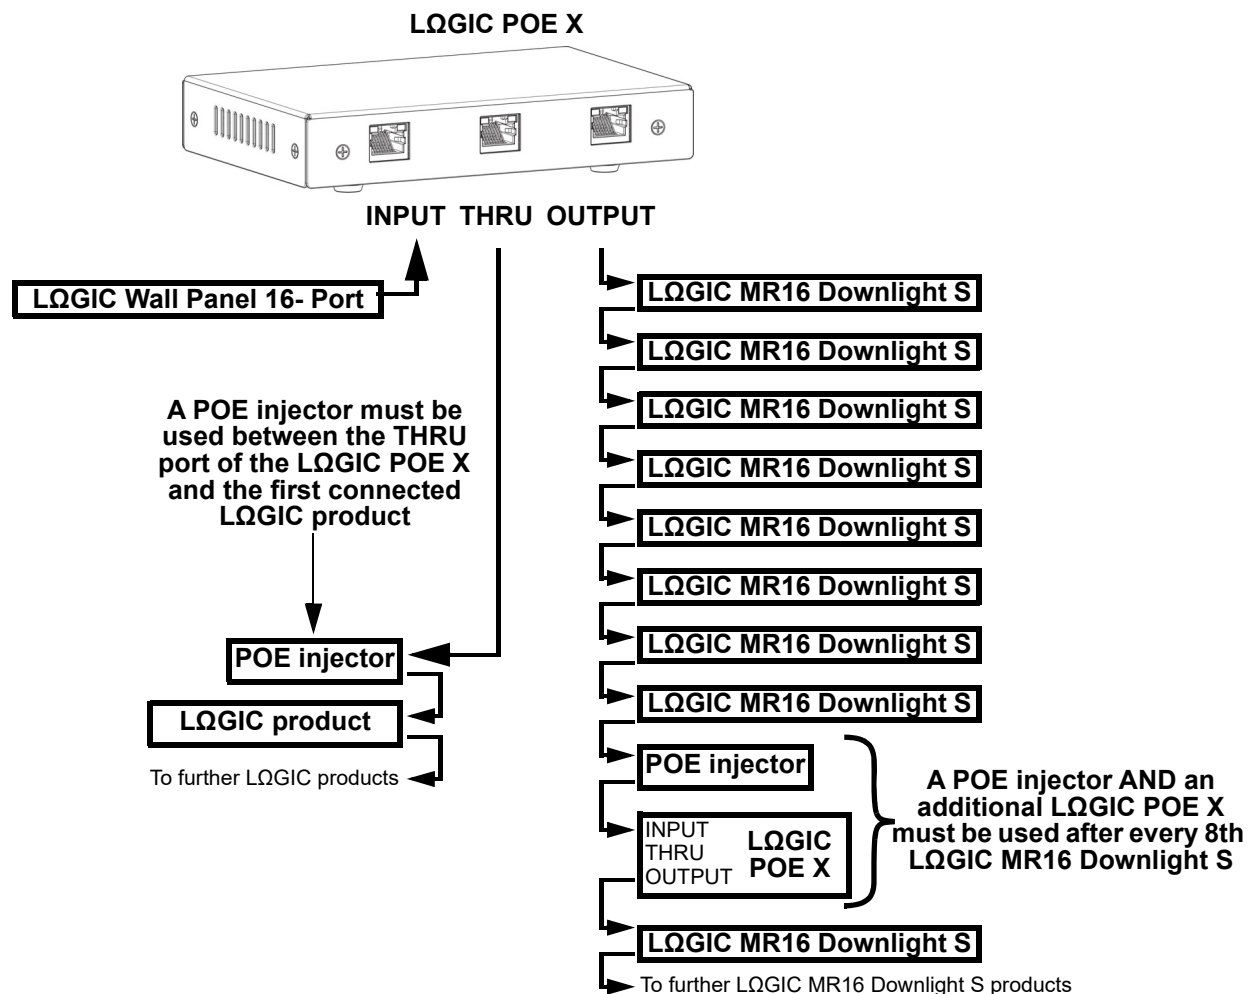 LΩGIC POE X
INPUT THRU OUTPUT
LΩGIC Wall Panel 16- Port
A POE injector must be
used between the THRU
port of the LΩGIC POE X
and the first connected
LΩGIC product
POE injector
LΩGIC product
To further LΩGIC products
LΩGIC MR16 Downlight S
LΩGIC MR16 Downlight S
LΩGIC MR16 Downlight S
LΩGIC MR16 Downlight S
LΩGIC MR16 Downlight S
LΩGIC MR16 Downlight S
LΩGIC MR16 Downlight S
LΩGIC MR16 Downlight S
POE injector
INPUT
THRU
OUTPUT
LΩGIC
POE X
A POE injector AND an
additional LΩGIC POE X
must be used after every 8th
LΩGIC MR16 Downlight S
LΩGIC MR16 Downlight S
To further LΩGIC MR16 Downlight S products